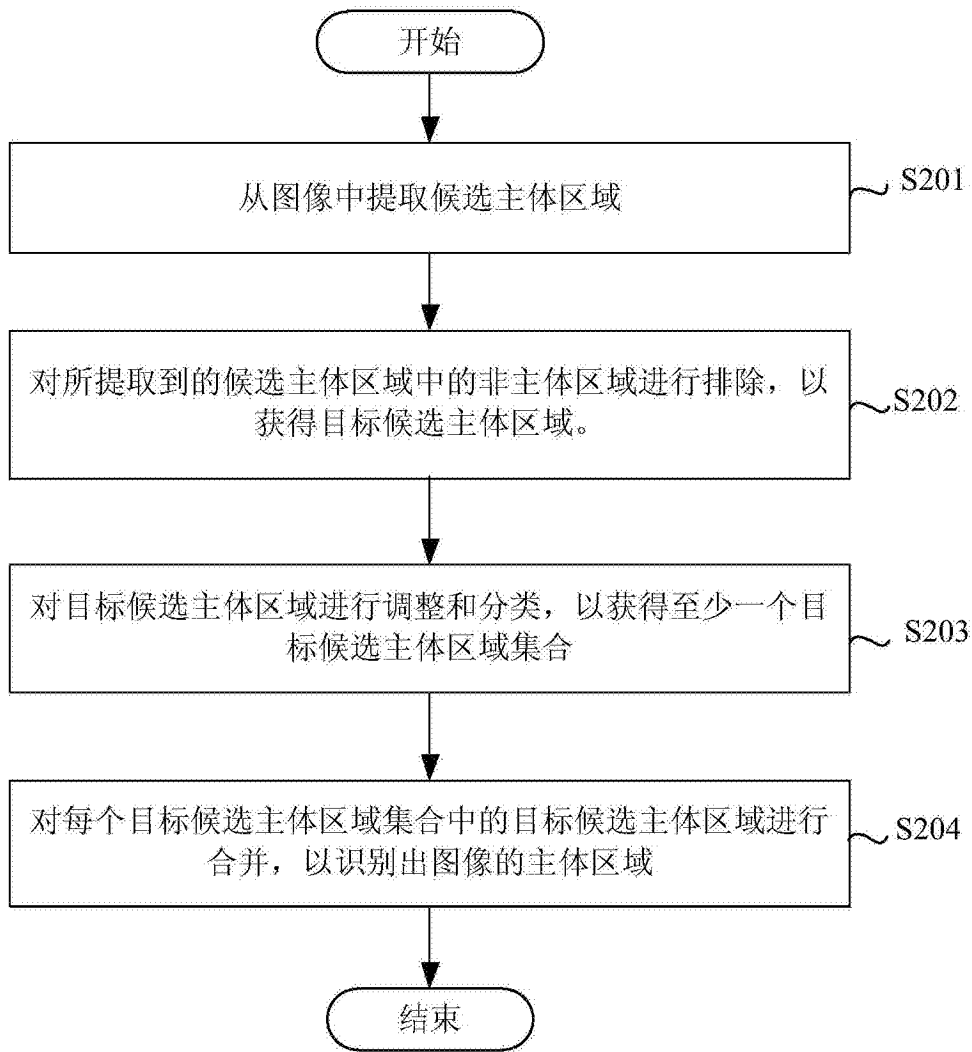 开始
从图像中提取候选主体区域
S201
对所提取到的候选主体区域中的非主体区域进行排除，以
获得目标候选主体区域。
S202
对目标候选主体区域进行调整和分类，以获得至少一个目
标候选主体区域集合
S203
对每个目标候选主体区域集合中的目标候选主体区域进行
合并，以识别出图像的主体区域
S204
结束